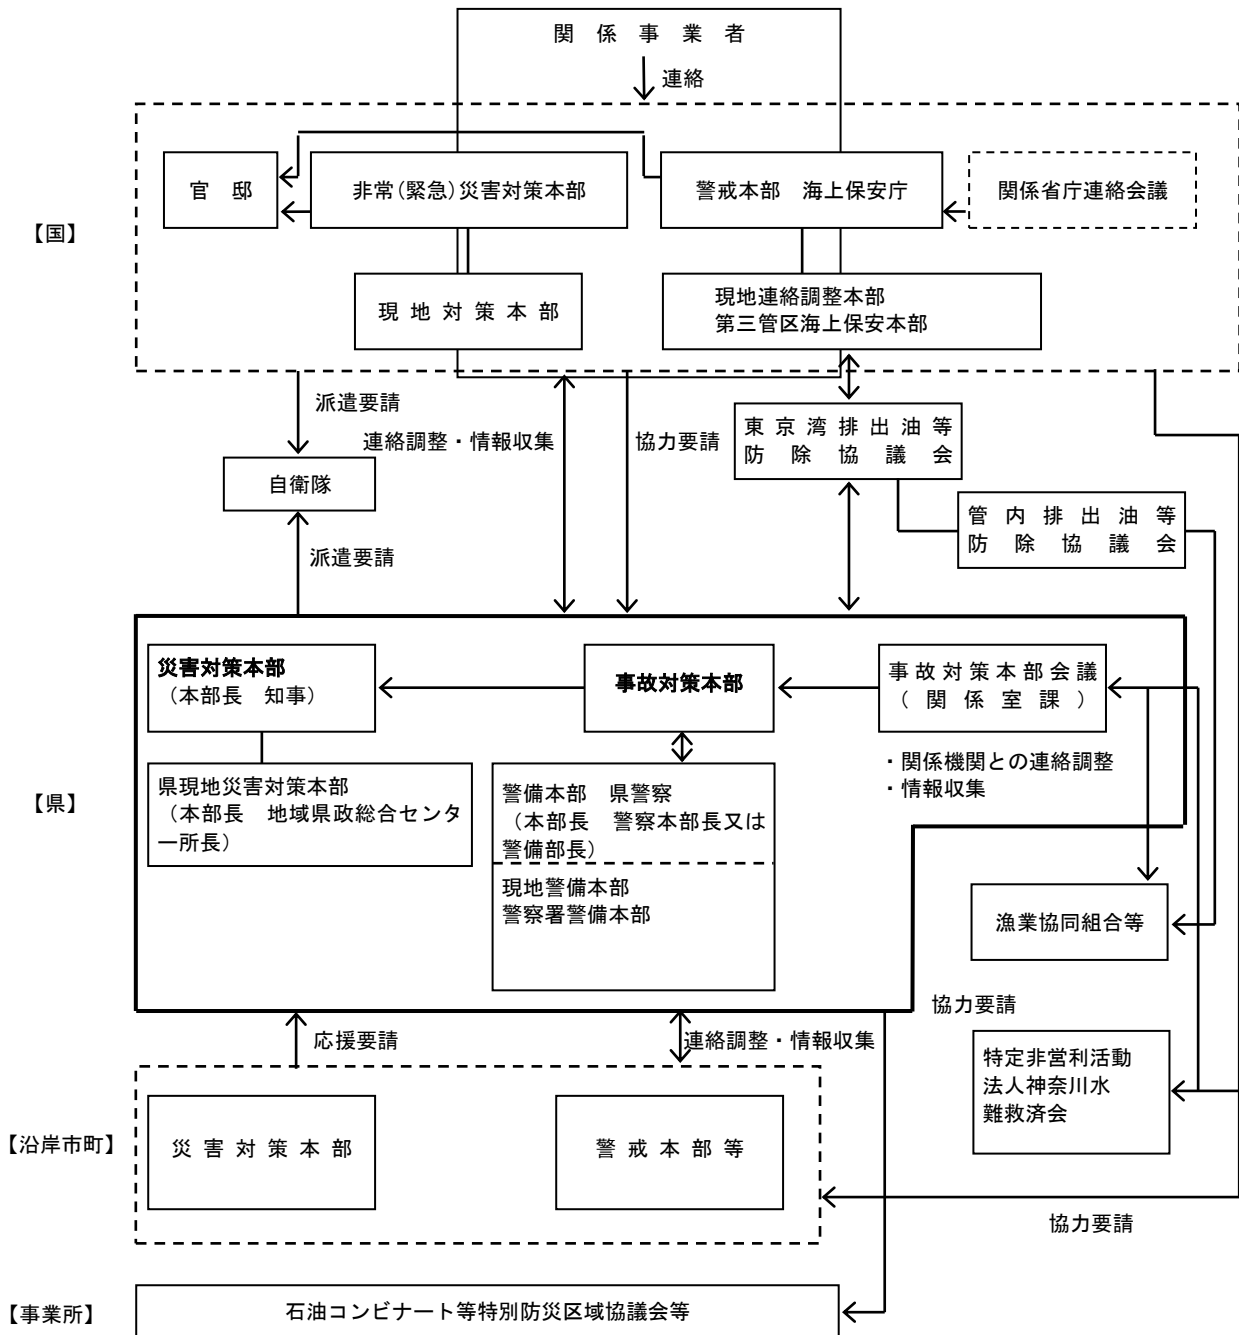 関係事業者
連絡
官邸
非常(緊急)災害対策本部
警戒本部 海上保安庁
関係省庁連絡会議
【国】
現地対策本部
現地連絡調整本部
第三管区海上保安本部
派遣要請
連絡調整・情報収集
協力要請
東京湾排出油等
防除協議会
自衛隊
管内排出油等
防除協議会
派遣要請
災害対策本部
（本部長 知事）
事故対策本部
事故対策本部会議
（関係室課）
・関係機関との連絡調整
・情報収集
【県】
県現地災害対策本部
（本部長 地域県政総合センタ
ー所長）
警備本部 県警察
（本部長 警察本部長又は
警備部長）
現地警備本部
警察署警備本部
漁業協同組合等
協力要請
応援要請
連絡調整・情報収集
特定非営利活動
法人神奈川水
難救済会
【沿岸市町】
災害対策本部
警戒本部等
協力要請
【事業所】
石油コンビナート等特別防災区域協議会等